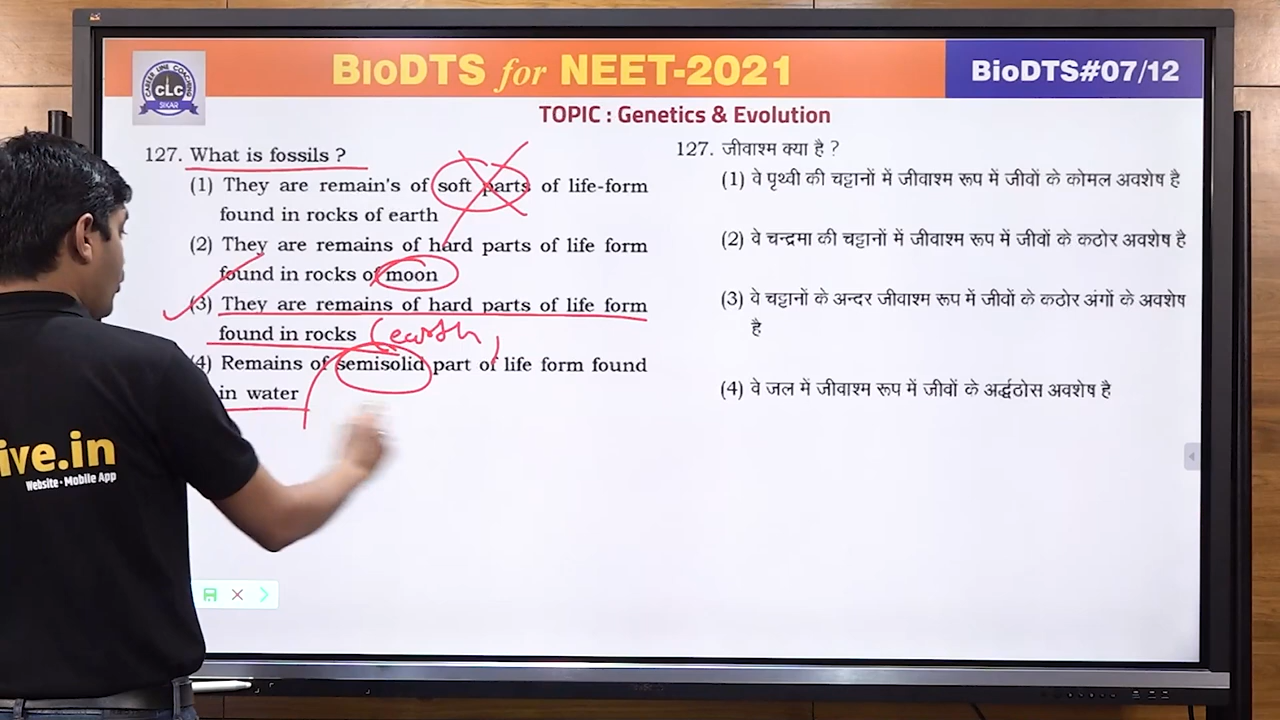 BIODTS for NEET-2021
BioDTS#07/12
CAREER LINE COACHING
CLC
SIKAR
TOPIC : Genetics & Evolution
127. What is fossils ?
(1) They are remain's of soft parts of life-form
found in rocks of earth
(2) They are remains of hard parts of life form
found in rocks of moon
(3) They are remains of hard parts of life form
found in rocks (earth)
(4) Remains of semisolid part of life form found
in water
127. जीवाश्म क्या है ?
(1) वे पृथ्वी की चट्टानों में जीवाश्म रूप में जीवों के कोमल अवशेष है
(2) वे चन्द्रमा की चट्टानों में जीवाश्म रूप में जीवों के कठोर अवशेष है
(3) वे चट्टानों के अन्दर जीवाश्म रूप में जीवों के कठोर अंगों के अवशेष
है
(4) वे जल में जीवाश्म रूप में जीवों के अर्द्धठोस अवशेष है
ive.in
Website • Mobile App